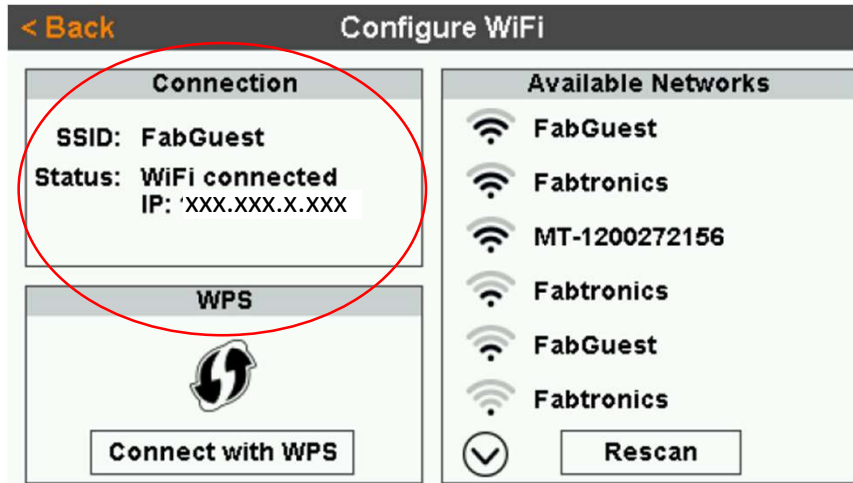 < Back Configure WiFi
Connection
SSID: FabGuest
Status: WiFi connected
IP: 'XXX.XXX.X.XXX
WPS
Connect with WPS
Available Networks
FabGuest
Fabtronics
MT-1200272156
Fabtronics
FabGuest
Fabtronics
Rescan